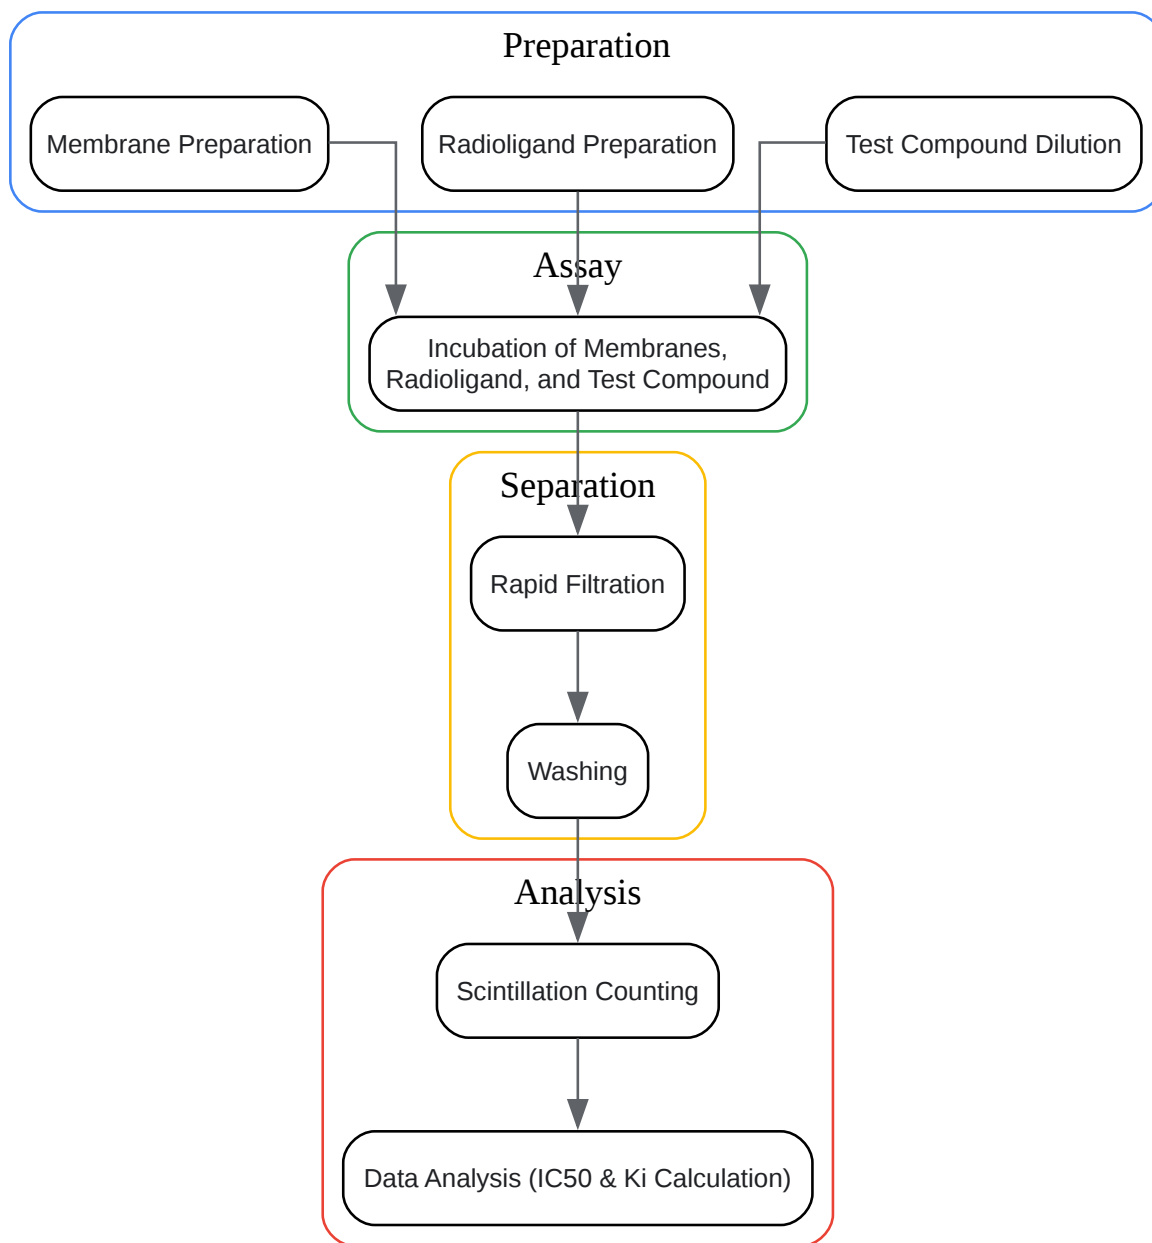 Preparation
Membrane Preparation
Radioligand Preparation
Test Compound Dilution
Assay
Incubation of Membranes,
Radioligand, and Test Compound
Separation
Rapid Filtration
Washing
Analysis
Scintillation Counting
Data Analysis (IC50 & Ki Calculation)